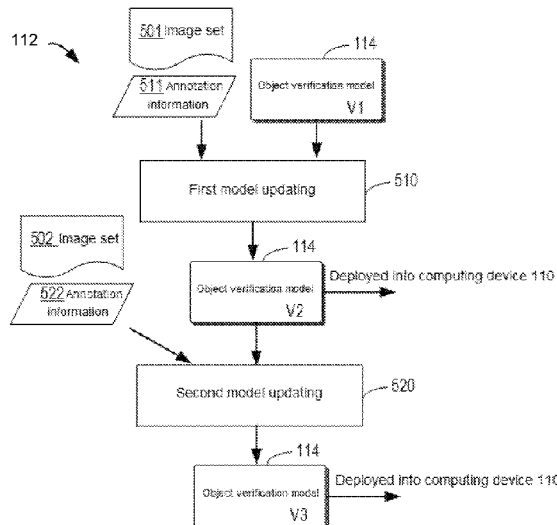 112
501 Image set
511 Annotation
information
114
Object verification model
V1
First model updating
510
502 Image set
522 Annotation
information
114
Object verification model
V2
Deployed into computing device 110
Second model updating
520
114
Object verification model
V3
Deployed into computing device 110